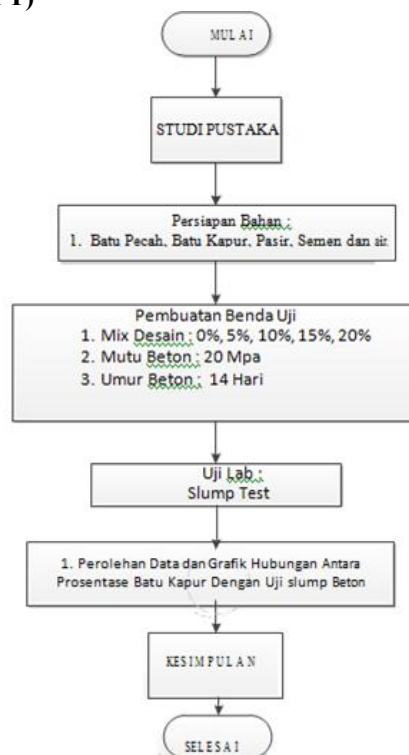 MULAI
STUDI PUSTAKA
Persiapan Bahan ;
1. Batu Pecah, Batu Kapur, Pasir, Semen dan air.
Pembuatan Benda Uji
1. Mix Desain ; 0%, 5%, 10%, 15%, 20%
2. Mutu Beton ; 20 Mpa
3. Umur Beton ; 14 Hari
Uji Lab ;
Slump Test
1. Perolehan Data dan Grafik Hubungan Antara
Prosentase Batu Kapur Dengan Uji slump Beton
KESIMPULAN
SELESAI